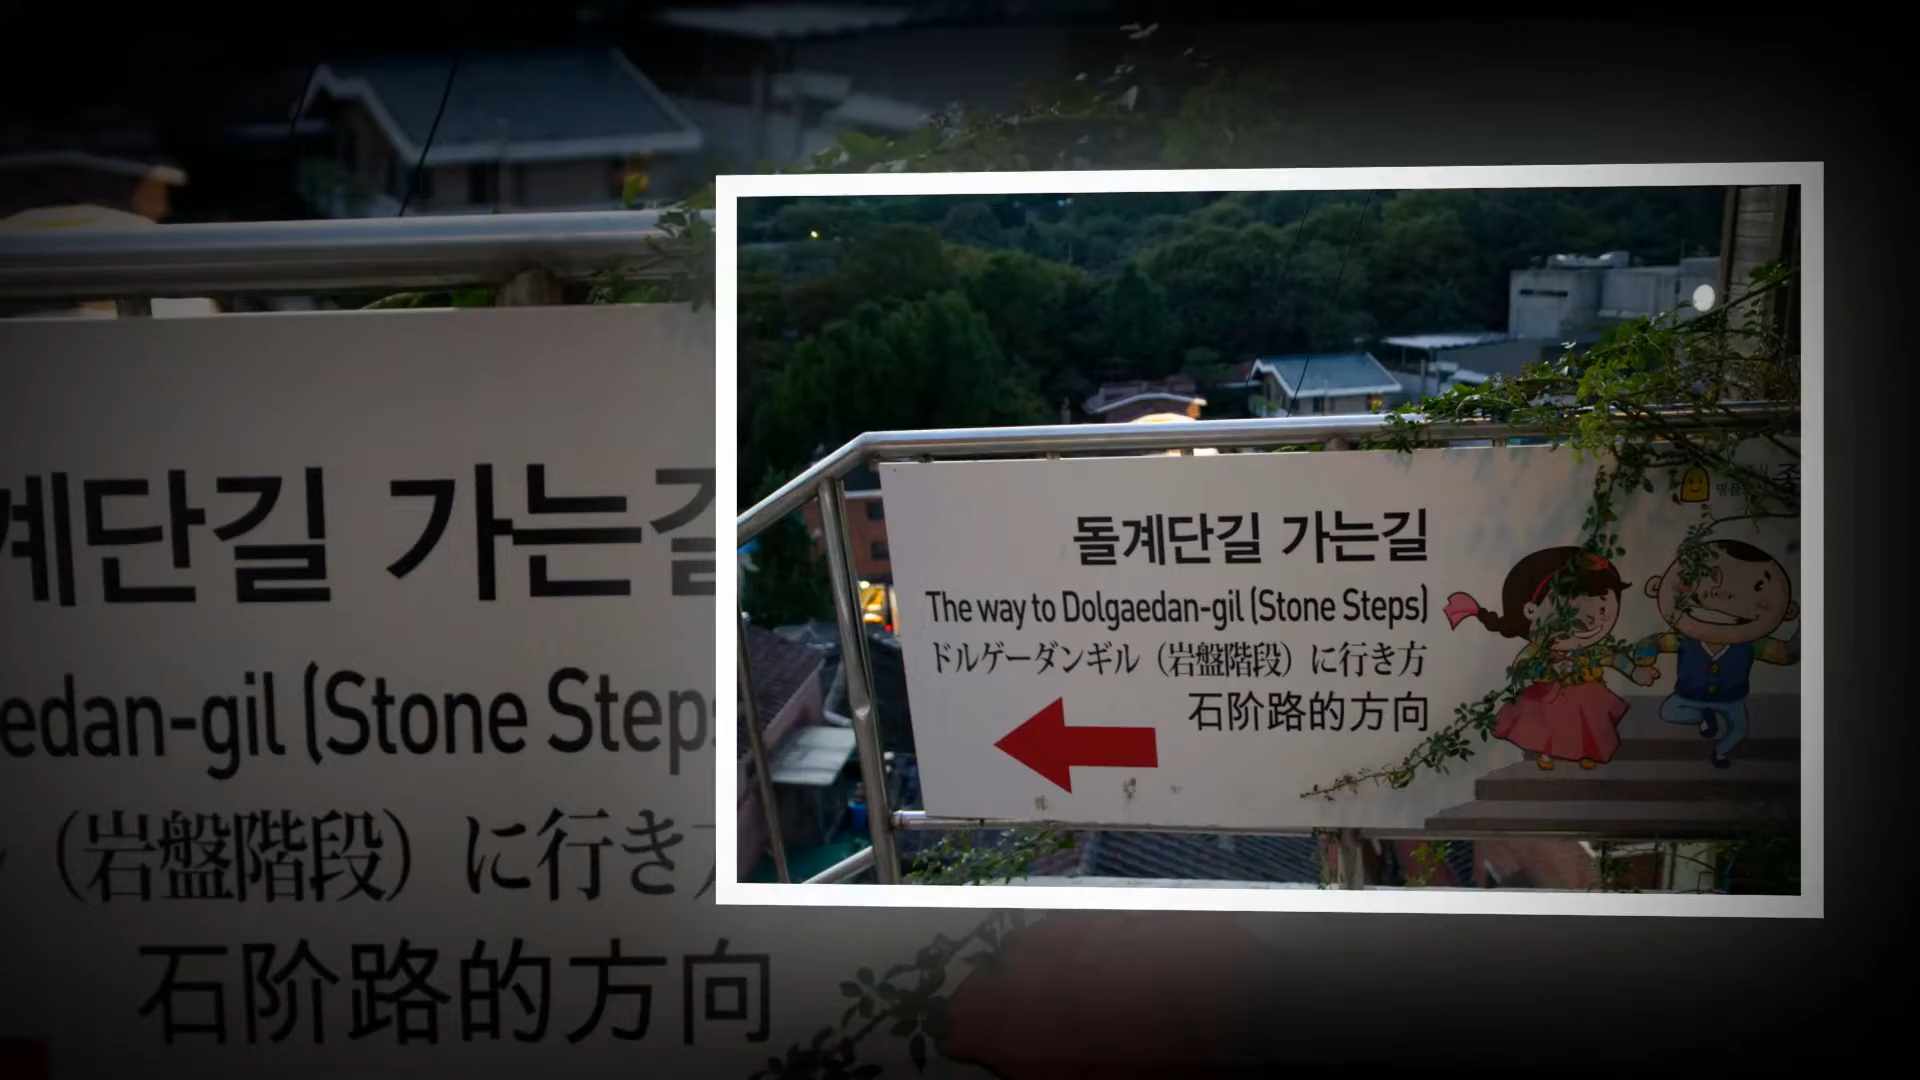 계단길 가는길
edan-gil (Stone Steps
（岩盤階段）に行き方
石阶路的方向
돌계단길 가는길
The way to Dolgaedan-gil (Stone Steps)
ドルゲーダンギル（岩盤階段）に行き方
石阶路的方向